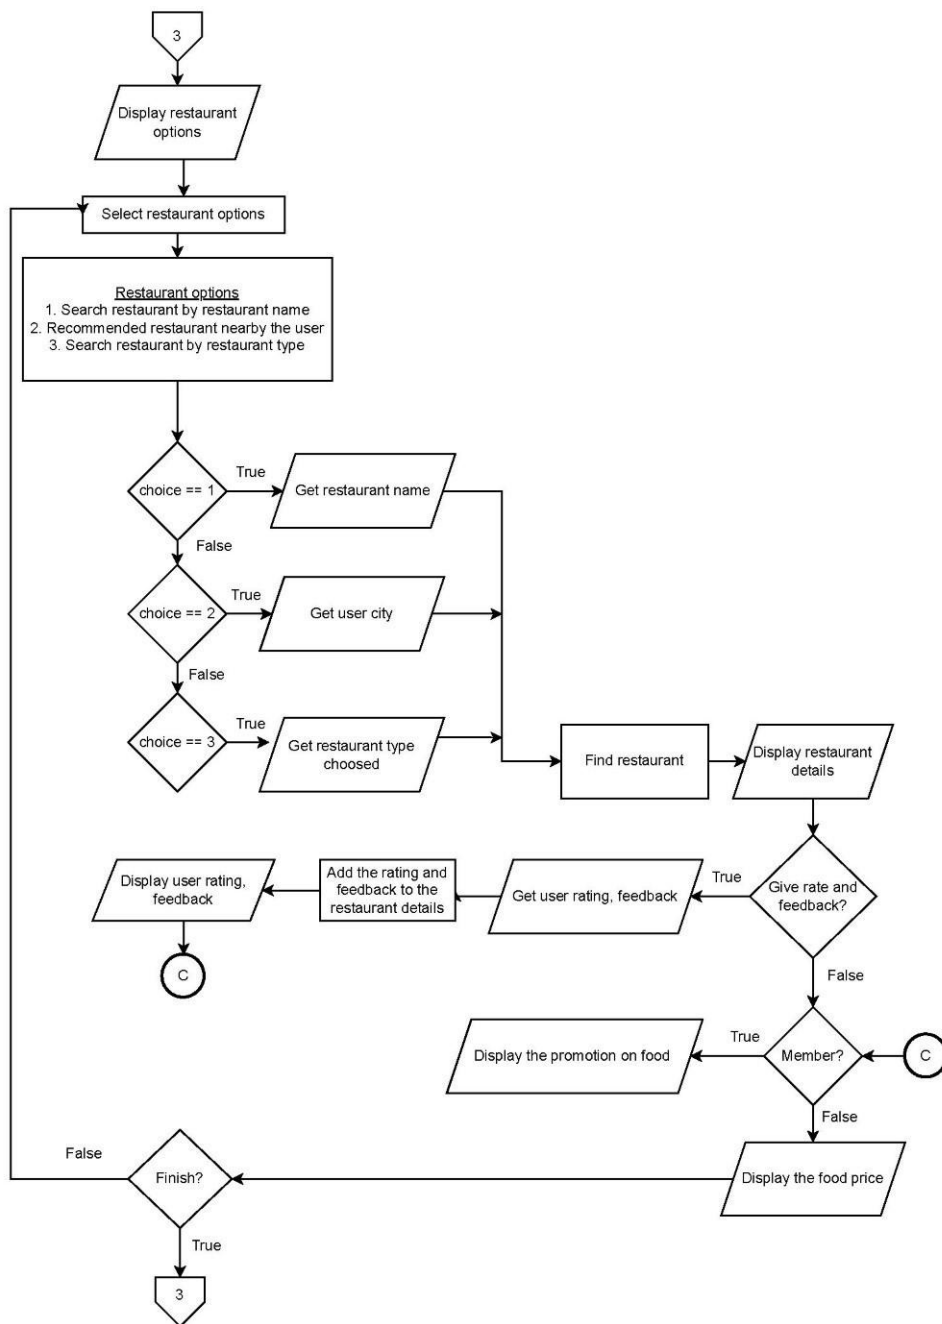 3
Display restaurant
options
Select restaurant options
Restaurant options
1. Search restaurant by restaurant name
2. Recommended restaurant nearby the user
3. Search restaurant by restaurant type
choice == 1
True
Get restaurant name
False
choice == 2
True
Get user city
False
choice == 3
True
Get restaurant type
choosed
Find restaurant
Display restaurant
details
Give rate and
feedback?
True
Get user rating, feedback
Add the rating and
feedback to the
restaurant details
Display user rating,
feedback
C
False
Member?
C
True
Display the promotion on food
False
Display the food price
Finish?
False
True
3